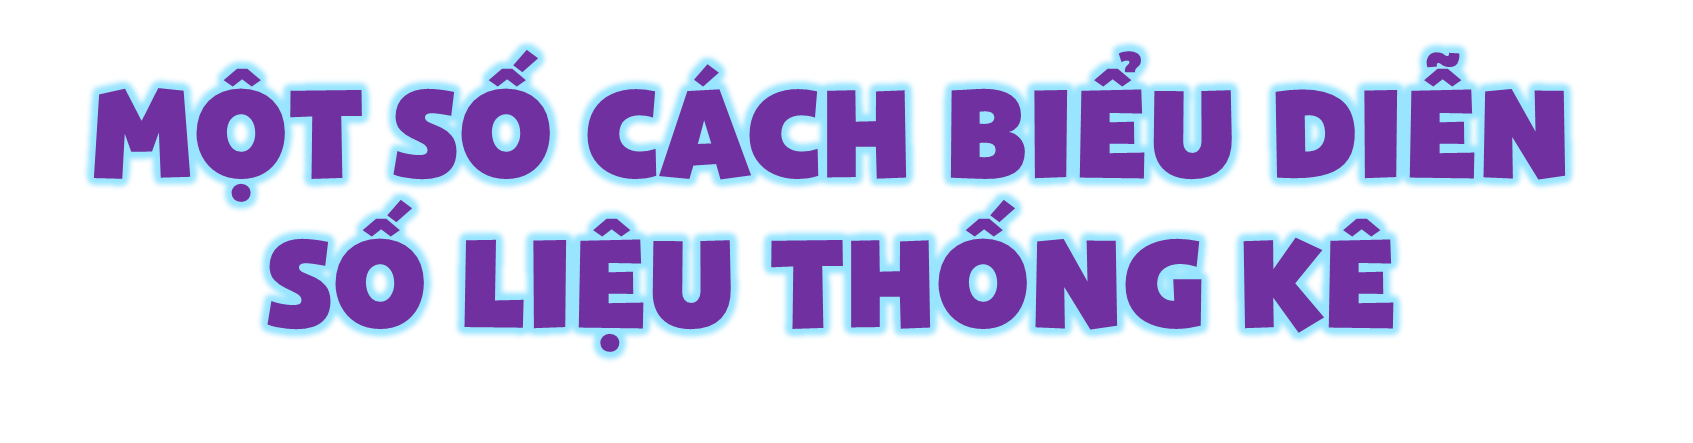 MỘT SỐ CÁCH BIỂU DIỄN
SỐ LIỆU THỐNG KÊ